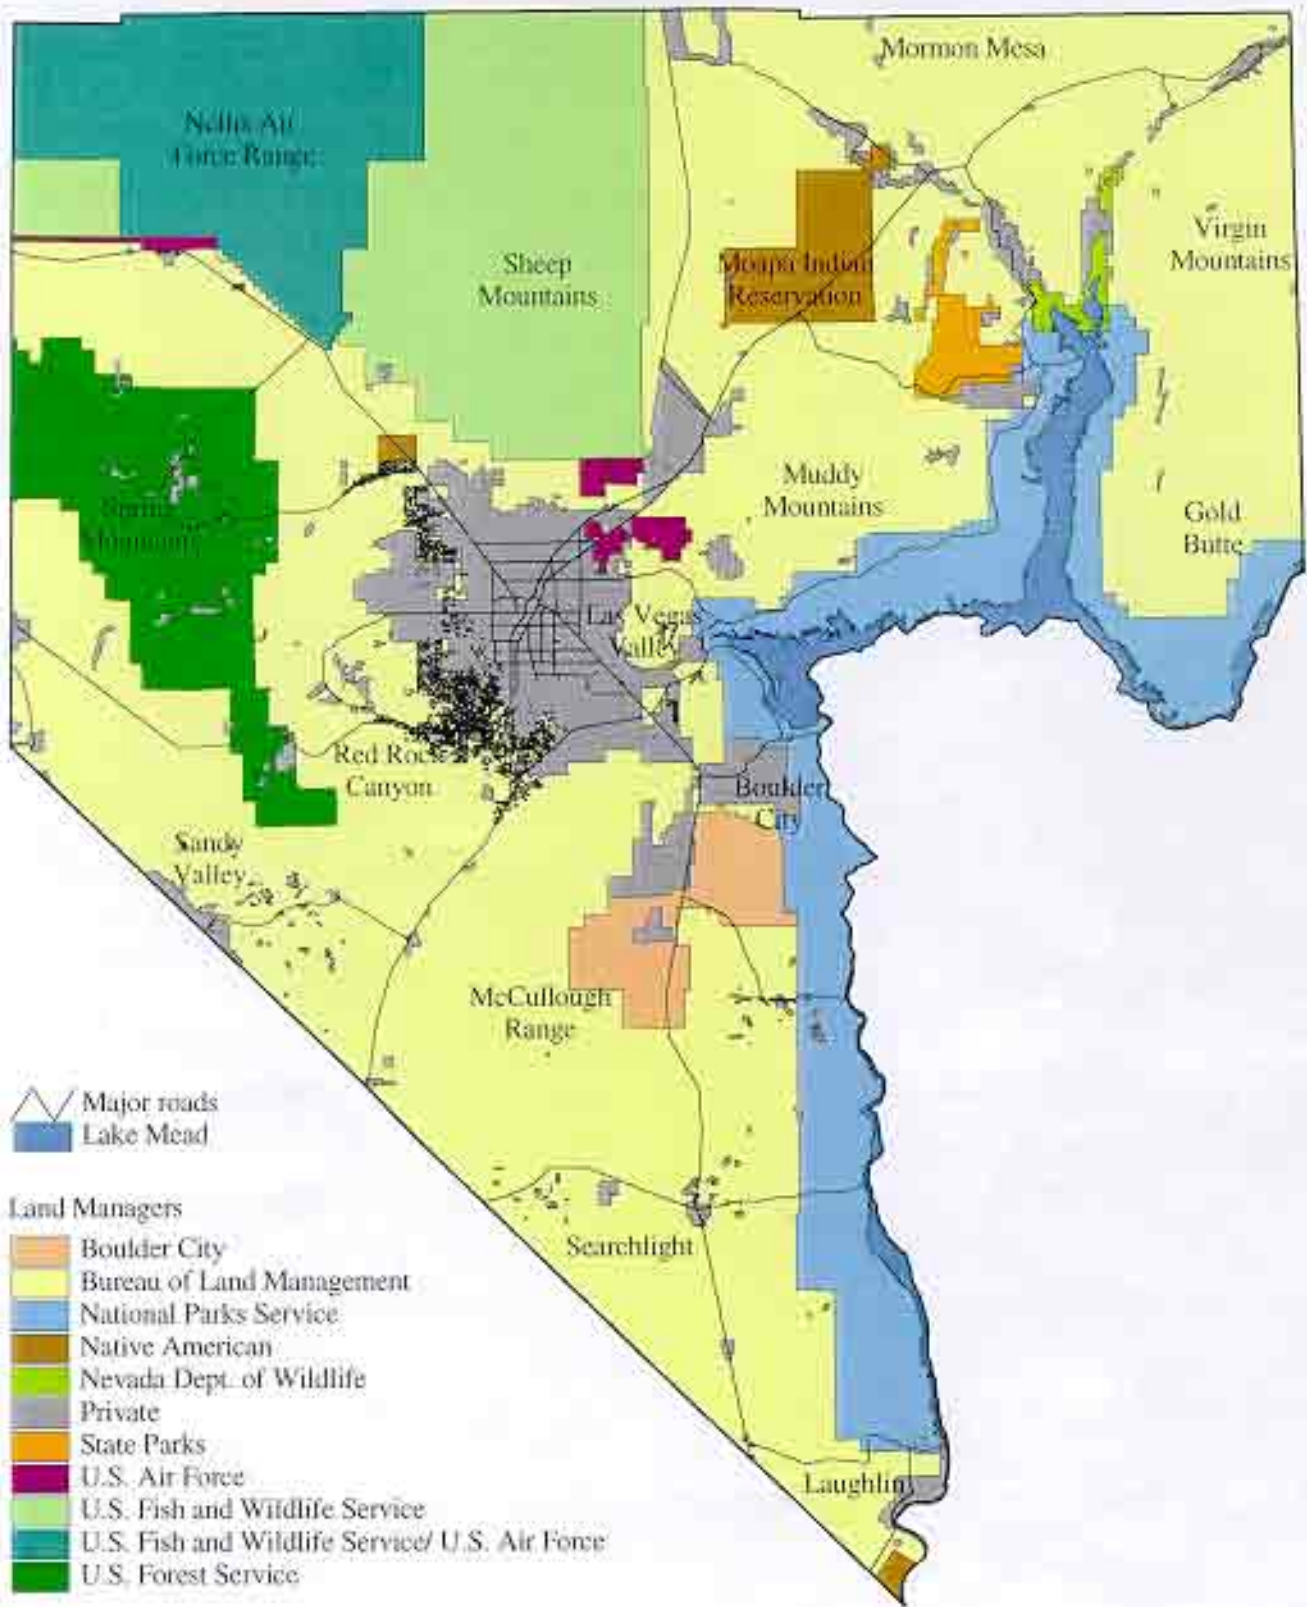 Mormon Mesa
Nellis Air
Force Range
Virgin
Mountains
Sheep
Mountains
Moapa Indian
Reservation
Muddy
Mountains
Gold
Butte
Spring
Mountains
Las Vegas
Valley
Red Rock
Canyon
Boulder
City
Sandy
Valley
McCullough
Range
Major roads
Lake Mead
Searchlight
Laughlin
Land Managers
Boulder City
Bureau of Land Management
National Parks Service
Native American
Nevada Dept. of Wildlife
Private
State Parks
U.S. Air Force
U.S. Fish and Wildlife Service
U.S. Fish and Wildlife Service/ U.S. Air Force
U.S. Forest Service